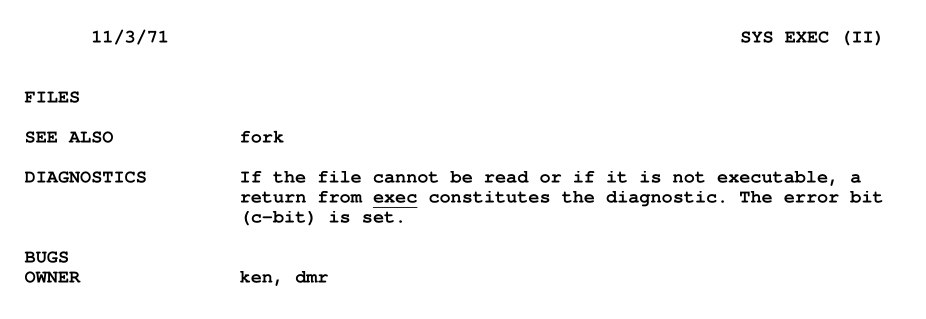 11/3/71 SYS EXEC (II)
FILES
SEE ALSO fork
DIAGNOSTICS If the file cannot be read or if it is not executable, a
return from exec constitutes the diagnostic. The error bit
(c-bit) is set.
BUGS
OWNER ken, dmr